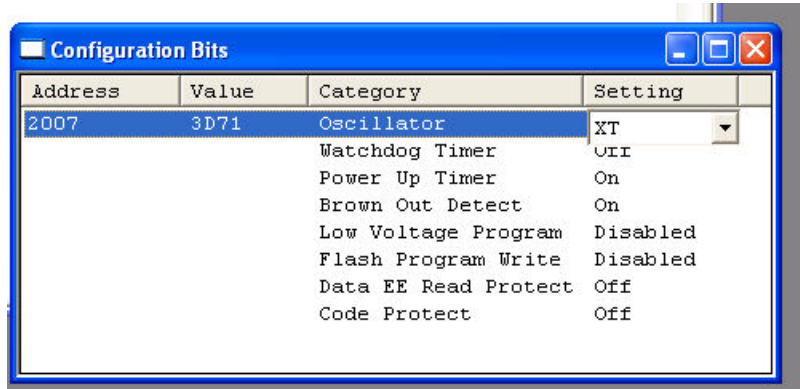 Configuration Bits
Address Value Category Setting
2007 3D71 Oscillator XT
Watchdog Timer Off
Power Up Timer On
Brown Out Detect On
Low Voltage Program Disabled
Flash Program Write Disabled
Data EE Read Protect Off
Code Protect Off